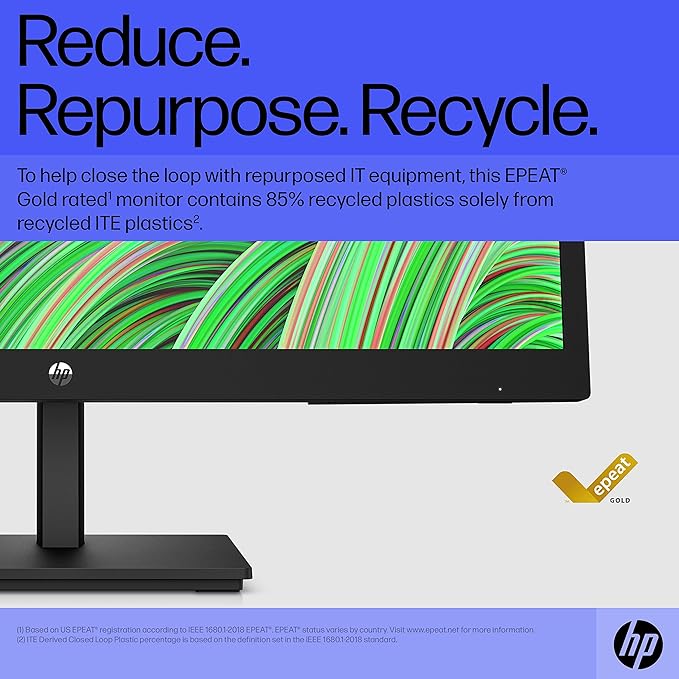 Reduce.
Repurpose. Recycle.
To help close the loop with repurposed IT equipment, this EPEAT®
Gold rated¹ monitor contains 85% recycled plastics solely from
recycled ITE plastics².
hp
epeat
GOLD
(1) Based on US EPEAT® registration according to IEEE 1680.1-2018 EPEAT®. EPEAT® status varies by country. Visit www.epeat.net for more information.
(2) ITE Derived Closed Loop Plastic percentage is based on the definition set in the IEEE 1680.1-2018 standard.
hp